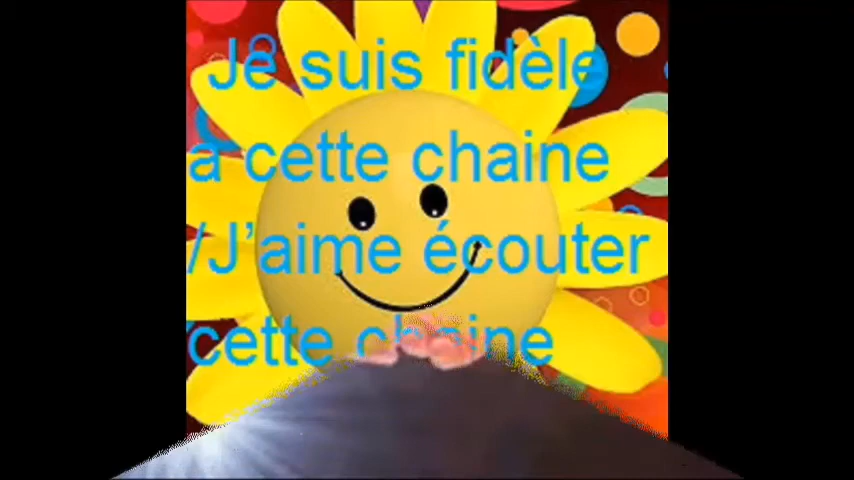 Je suis fidèle
a cette chaine
/J'aime écouter
cette chaine